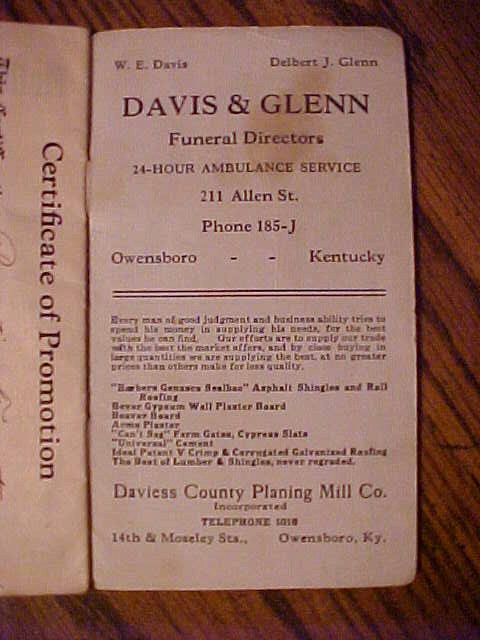 Certificate of Promotion
W. E. Davis Delbert J. Glenn
DAVIS & GLENN
Funeral Directors
24-HOUR AMBULANCE SERVICE
211 Allen St.
Phone 185-J
Owensboro - - Kentucky
Every man of good judgment and business ability tries to
spend his money in supplying his needs, for the best
values he can find. Our efforts are to supply our trade
with the best the market offers, and by close buying in
large quantities we are supplying the best, at no greater
prices than others make for less quality.
"Barbers Genasco Sealbac" Asphalt Shingles and Roll
Roofing
Bever Gypsum Wall Plaster Board
Beaver Board
Acme Plaster
"Can't Sag" Farm Gates, Cypress Slats
"Universal" Cement
Ideal Patent V Crimp & Corrugated Galvanized Roofing
The Best of Lumber & Shingles, never regraded.
Daviess County Planing Mill Co.
Incorporated
TELEPHONE 1016
14th & Moseley Sts., Owensboro, Ky.